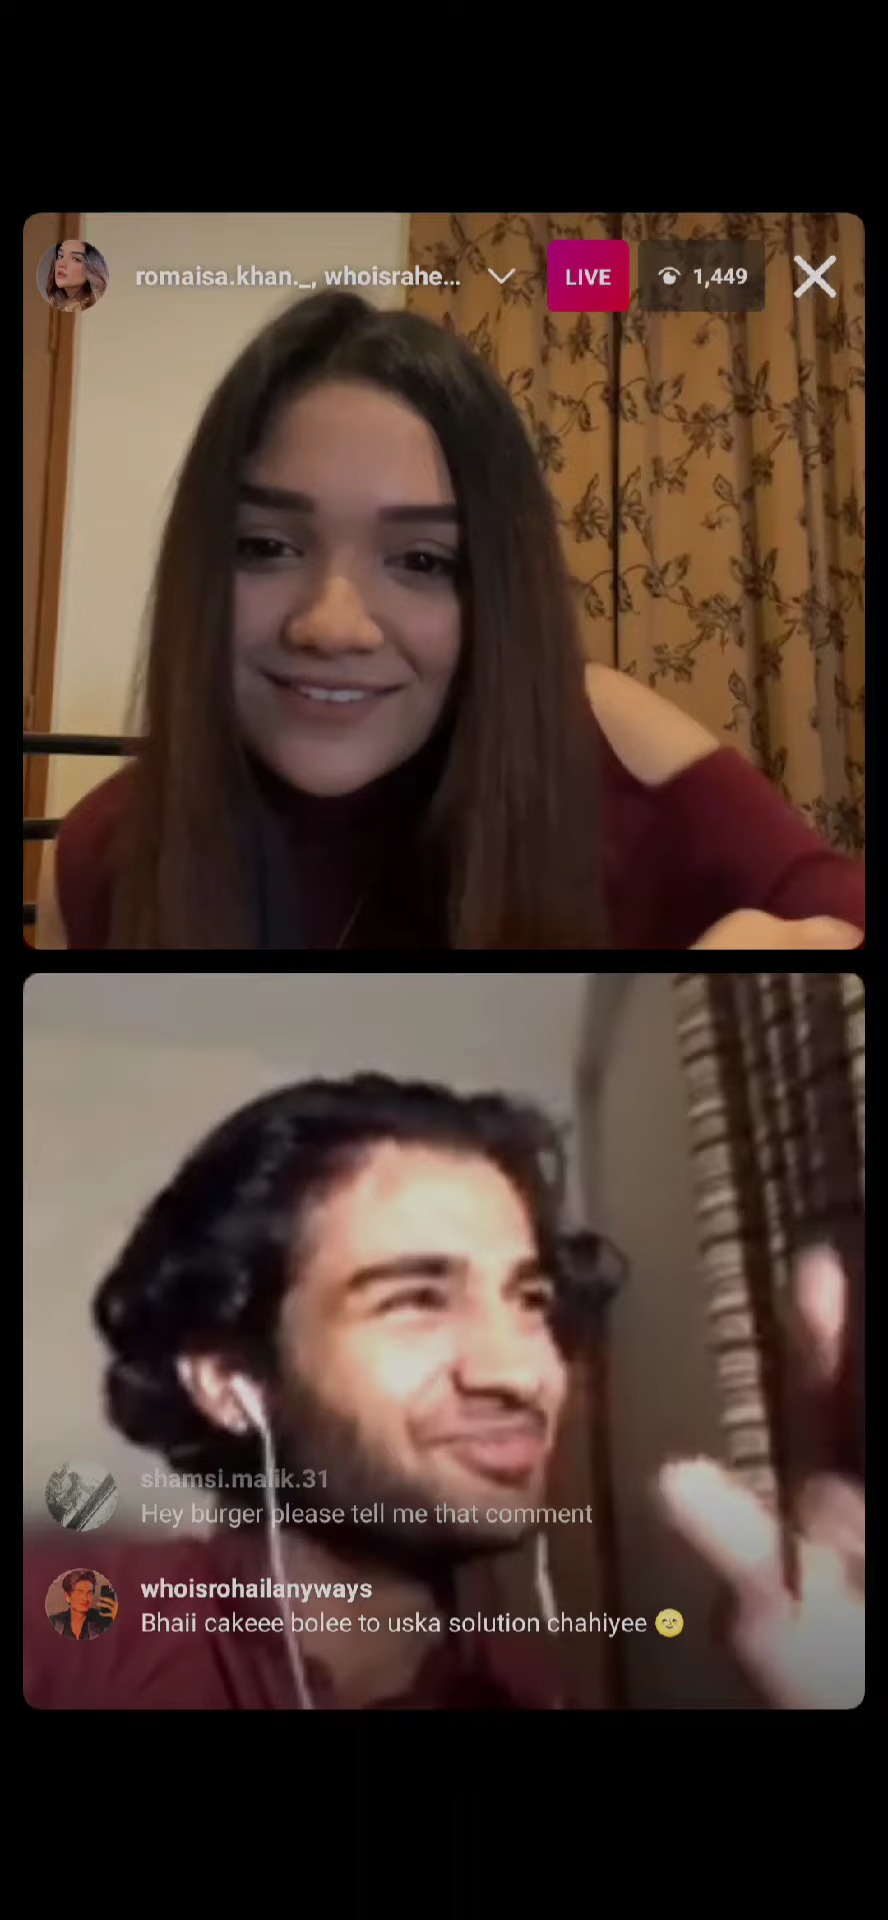 romaisa.khan._, whoisrahe...
LIVE
1,449
shamsi.malik.31
Hey burger please tell me that comment
whoisrohailanyways
Bhaii cakeee bolee to uska solution chahiyee 🌝